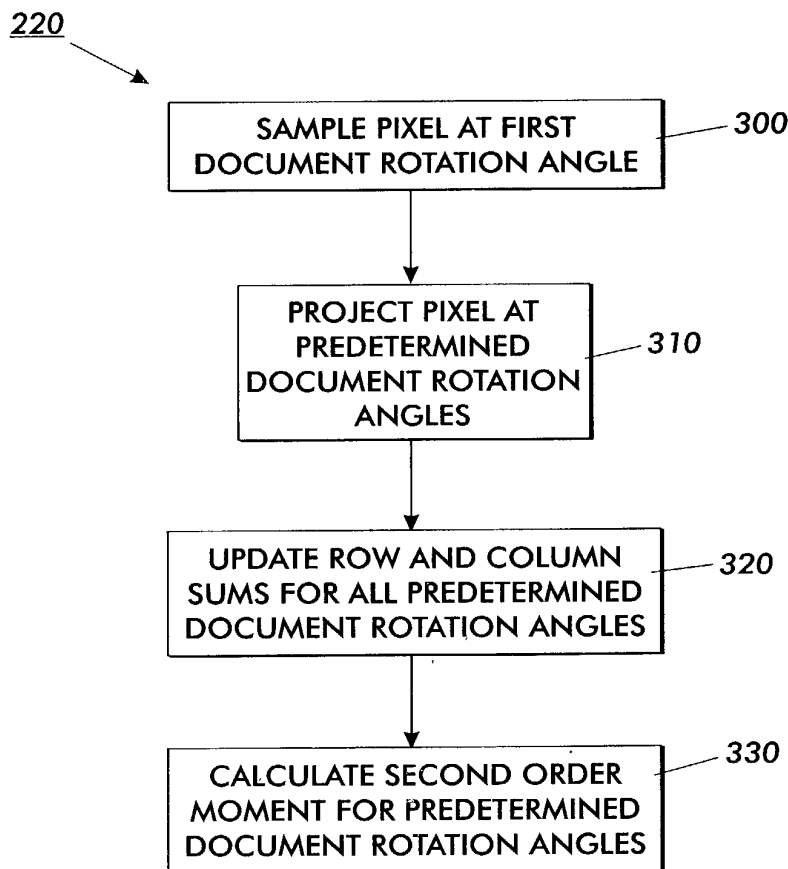 220
SAMPLE PIXEL AT FIRST
DOCUMENT ROTATION ANGLE
300
PROJECT PIXEL AT
PREDETERMINED
DOCUMENT ROTATION
ANGLES
310
UPDATE ROW AND COLUMN
SUMS FOR ALL PREDETERMINED
DOCUMENT ROTATION ANGLES
320
CALCULATE SECOND ORDER
MOMENT FOR PREDETERMINED
DOCUMENT ROTATION ANGLES
330